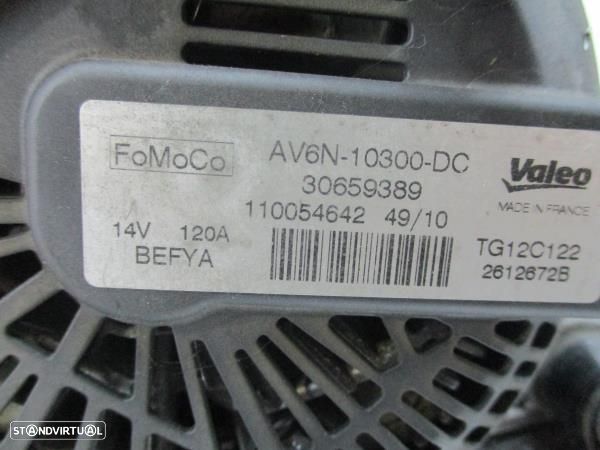 FoMoCo AV6N-10300-DC Valeo
30659389 MADE IN FRANCE
110054642 49/10
14V 120A TG12C122
BEFYA 2612672B
STANDVIRTUAL